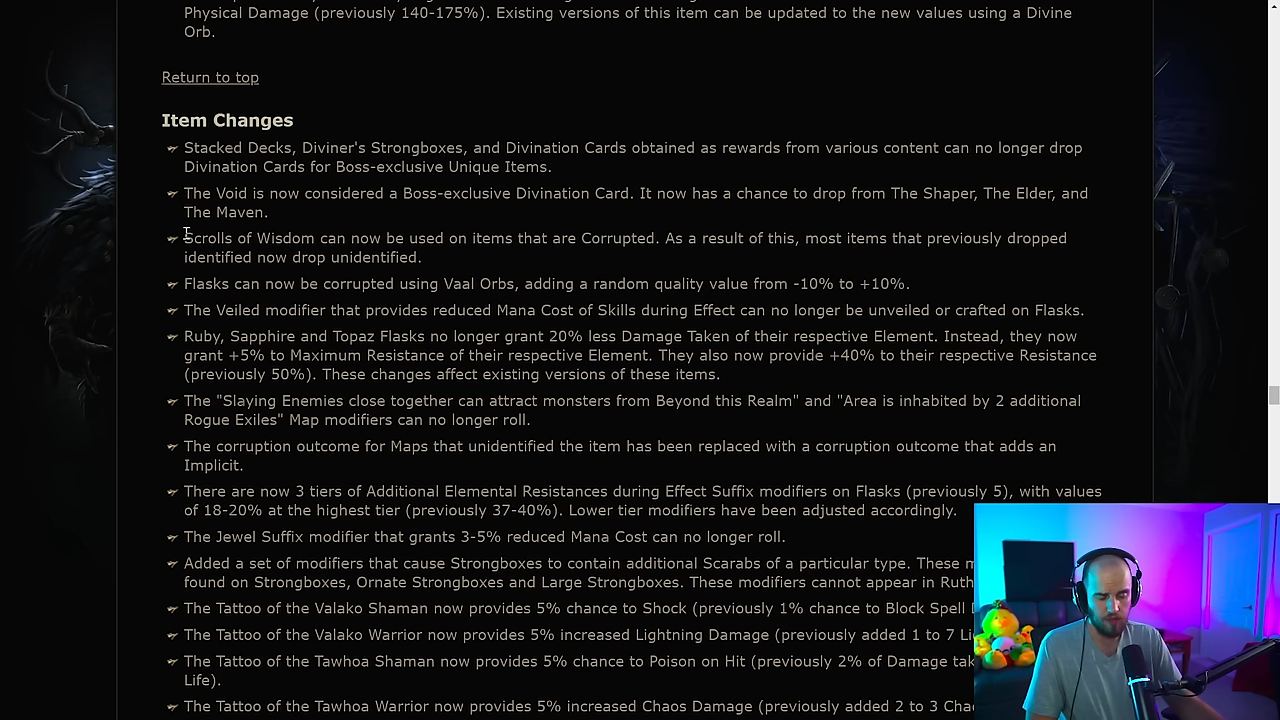 Physical Damage (previously 140-175%). Existing versions of this item can be updated to the new values using a Divine
Orb.
Return to top
Item Changes
Stacked Decks, Diviner's Strongboxes, and Divination Cards obtained as rewards from various content can no longer drop
Divination Cards for Boss-exclusive Unique Items.
The Void is now considered a Boss-exclusive Divination Card. It now has a chance to drop from The Shaper, The Elder, and
The Maven.
Scrolls of Wisdom can now be used on items that are Corrupted. As a result of this, most items that previously dropped
identified now drop unidentified.
Flasks can now be corrupted using Vaal Orbs, adding a random quality value from -10% to +10%.
The Veiled modifier that provides reduced Mana Cost of Skills during Effect can no longer be unveiled or crafted on Flasks.
Ruby, Sapphire and Topaz Flasks no longer grant 20% less Damage Taken of their respective Element. Instead, they now
grant +5% to Maximum Resistance of their respective Element. They also now provide +40% to their respective Resistance
(previously 50%). These changes affect existing versions of these items.
The "Slaying Enemies close together can attract monsters from Beyond this Realm" and "Area is inhabited by 2 additional
Rogue Exiles" Map modifiers can no longer roll.
The corruption outcome for Maps that unidentified the item has been replaced with a corruption outcome that adds an
Implicit.
There are now 3 tiers of Additional Elemental Resistances during Effect Suffix modifiers on Flasks (previously 5), with values
of 18-20% at the highest tier (previously 37-40%). Lower tier modifiers have been adjusted accordingly.
The Jewel Suffix modifier that grants 3-5% reduced Mana Cost can no longer roll.
Added a set of modifiers that cause Strongboxes to contain additional Scarabs of a particular type. These
found on Strongboxes, Ornate Strongboxes and Large Strongboxes. These modifiers cannot appear in
The Tattoo of the Valako Shaman now provides 5% chance to Shock (previously 1% chance to Block Spell
The Tattoo of the Valako Warrior now provides 5% increased Lightning Damage (previously added 1 to 7
The Tattoo of the Tawhoa Shaman now provides 5% chance to Poison on Hit (previously 2% of Damage
Life).
The Tattoo of the Tawhoa Warrior now provides 5% increased Chaos Damage (previously added 2 to 3